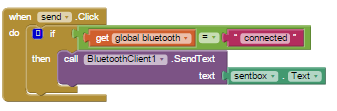 when send .Click
do if get global bluetooth = " connected "
then call BluetoothClient1 .SendText
text sentbox . Text